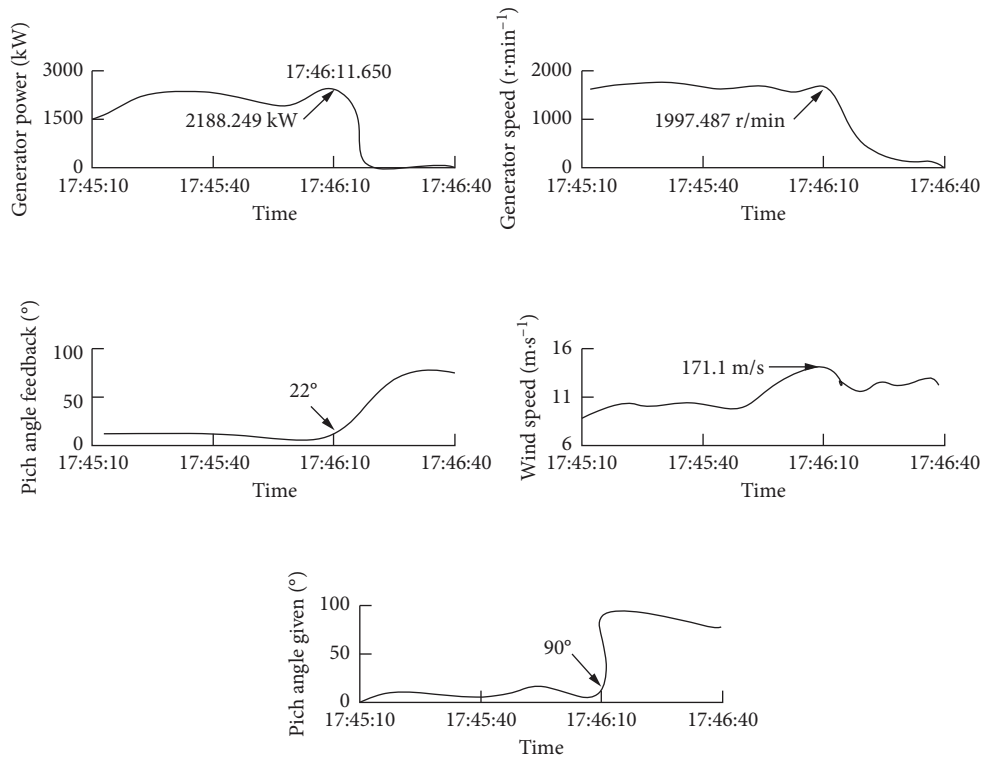 Generator power (kW)
3000
1500
0
17:46:11.650
2188.249 kW
17:45:10 17:45:40 17:46:10 17:46:40
Time
Generator speed (r·min⁻¹)
2000
1000
0
1997.487 r/min
17:45:10 17:45:40 17:46:10 17:46:40
Time
Pich angle feedback (°)
100
50
0
22°
17:45:10 17:45:40 17:46:10 17:46:40
Time
Wind speed (m·s⁻¹)
16
11
6
171.1 m/s
17:45:10 17:45:40 17:46:10 17:46:40
Time
Pich angle given (°)
100
50
0
90°
17:45:10 17:45:40 17:46:10 17:46:40
Time